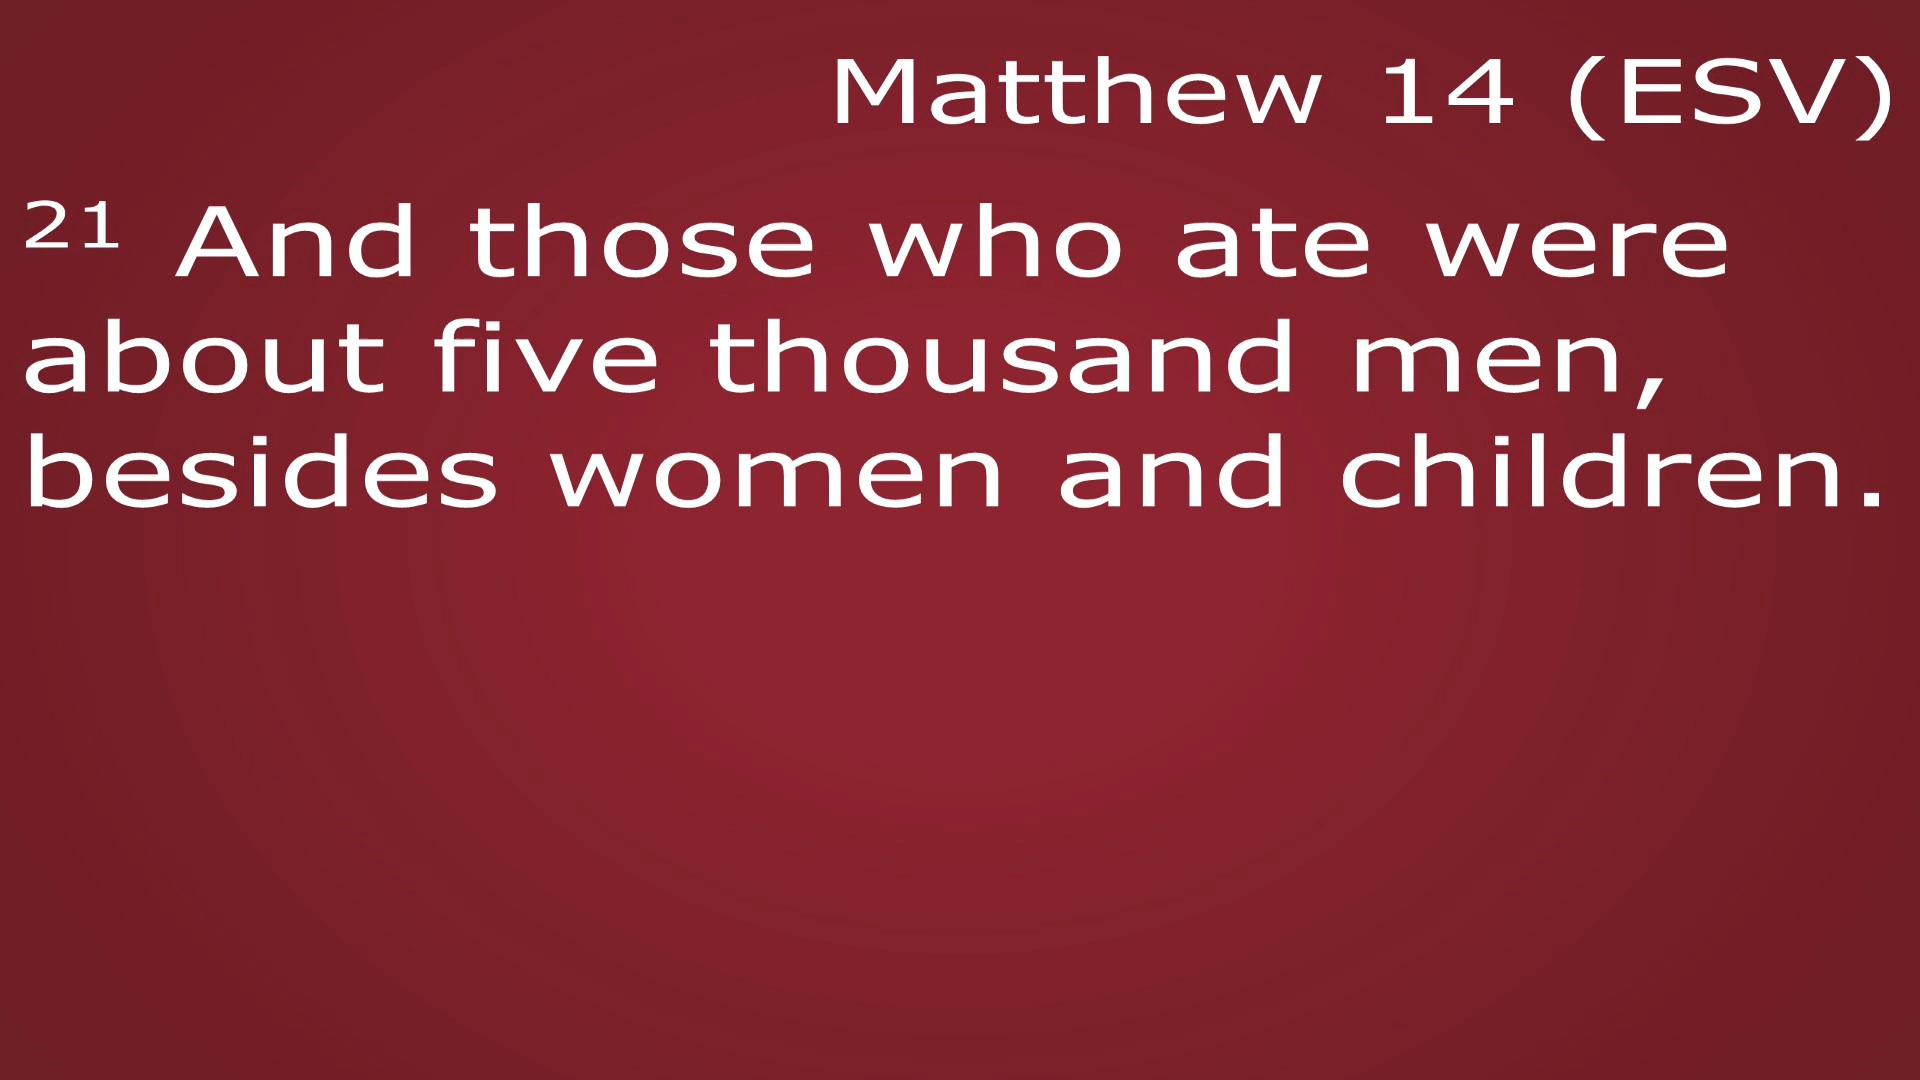 Matthew 14 (ESV)
21 And those who ate were
about five thousand men,
besides women and children.